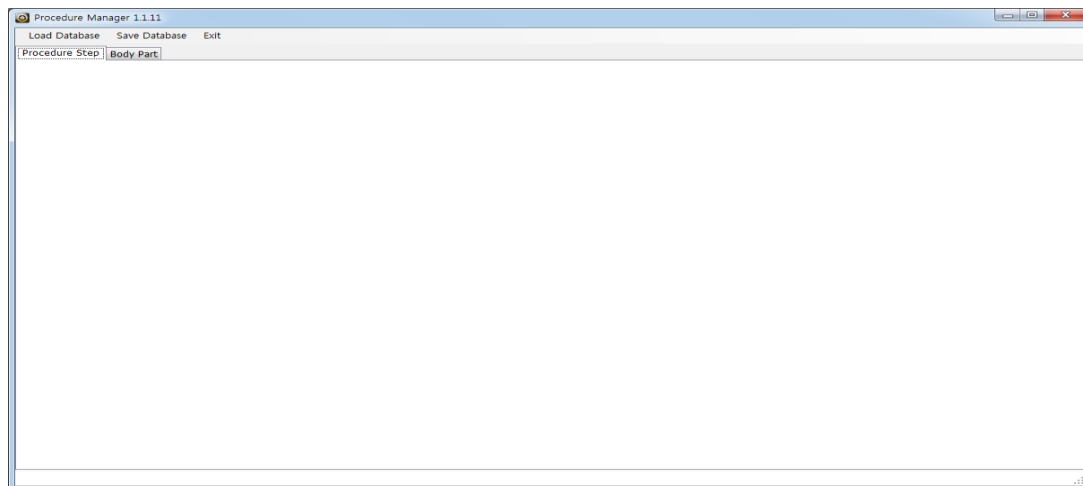 Procedure Manager 1.1.11
Load Database Save Database Exit
Procedure Step Body Part